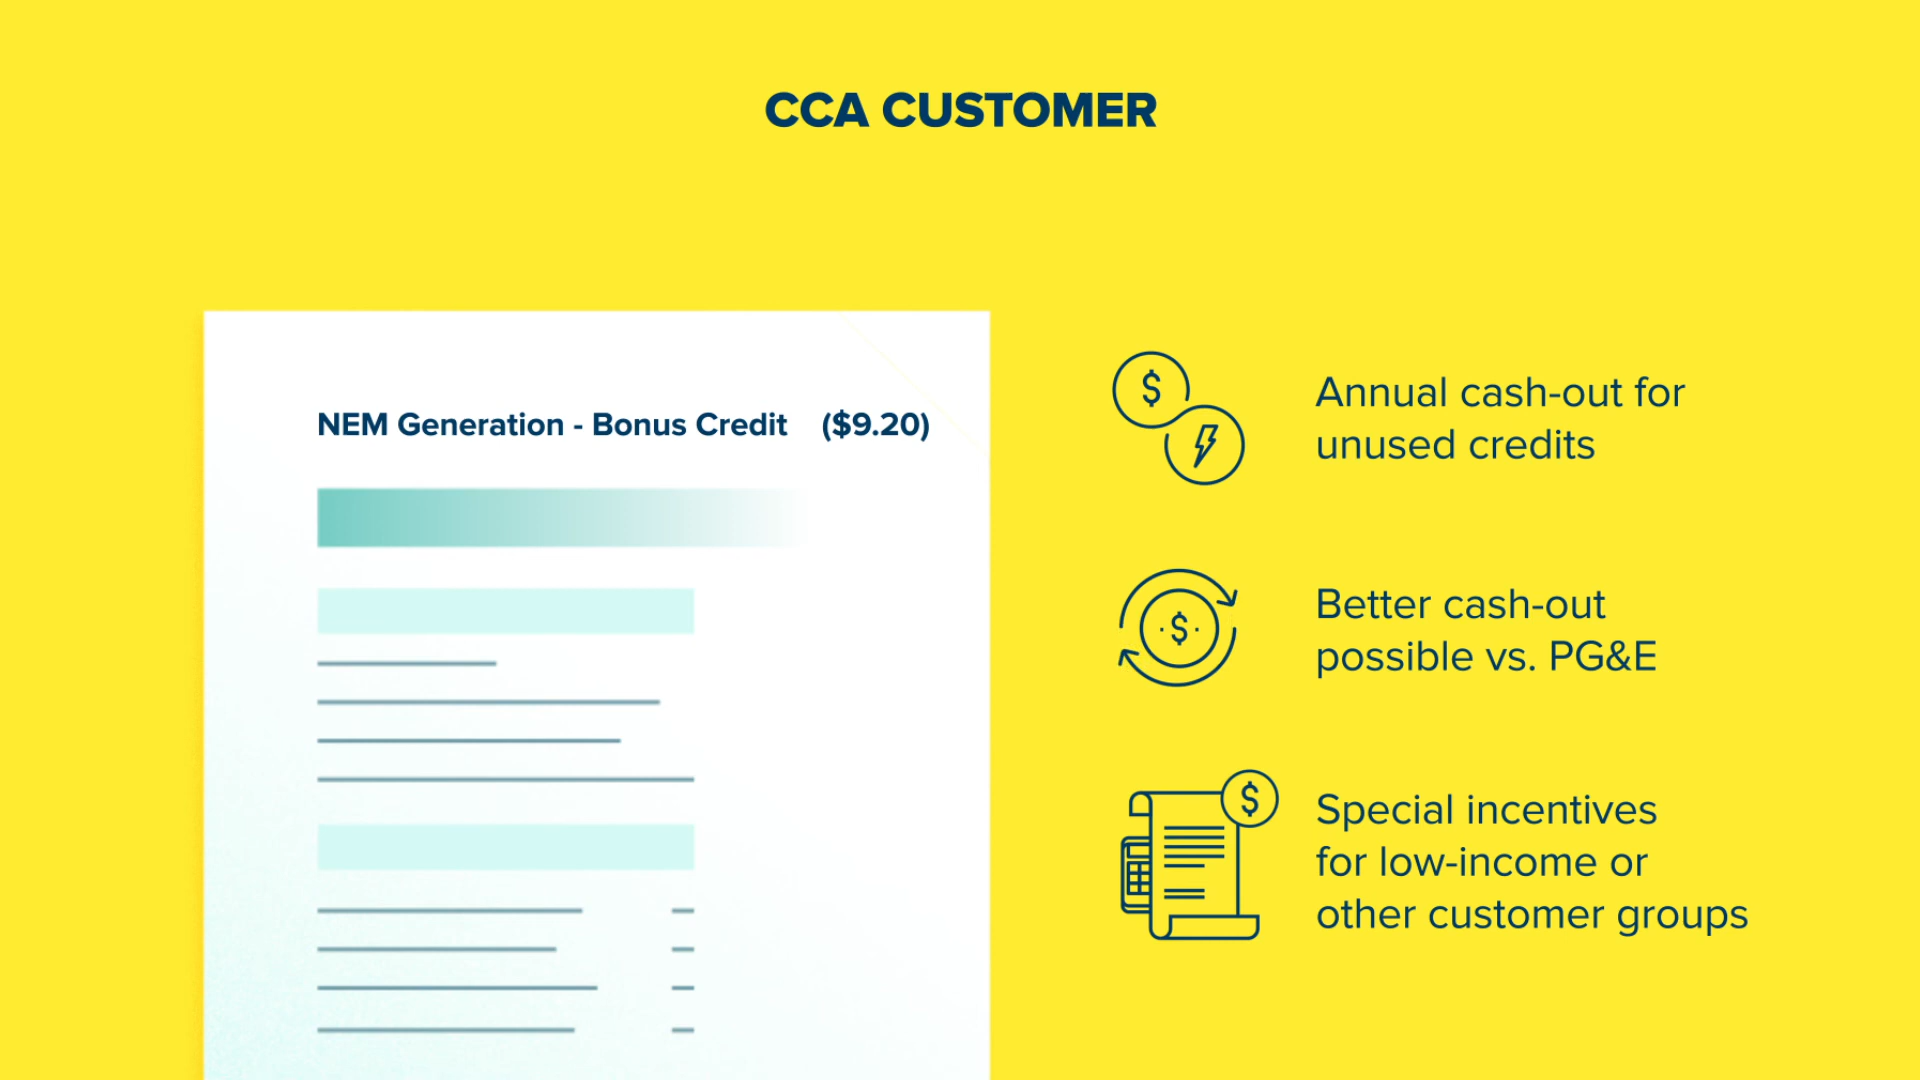 CCA CUSTOMER
NEM Generation - Bonus Credit ($9.20)
Annual cash-out for
unused credits
Better cash-out
possible vs. PG&E
Special incentives
for low-income or
other customer groups